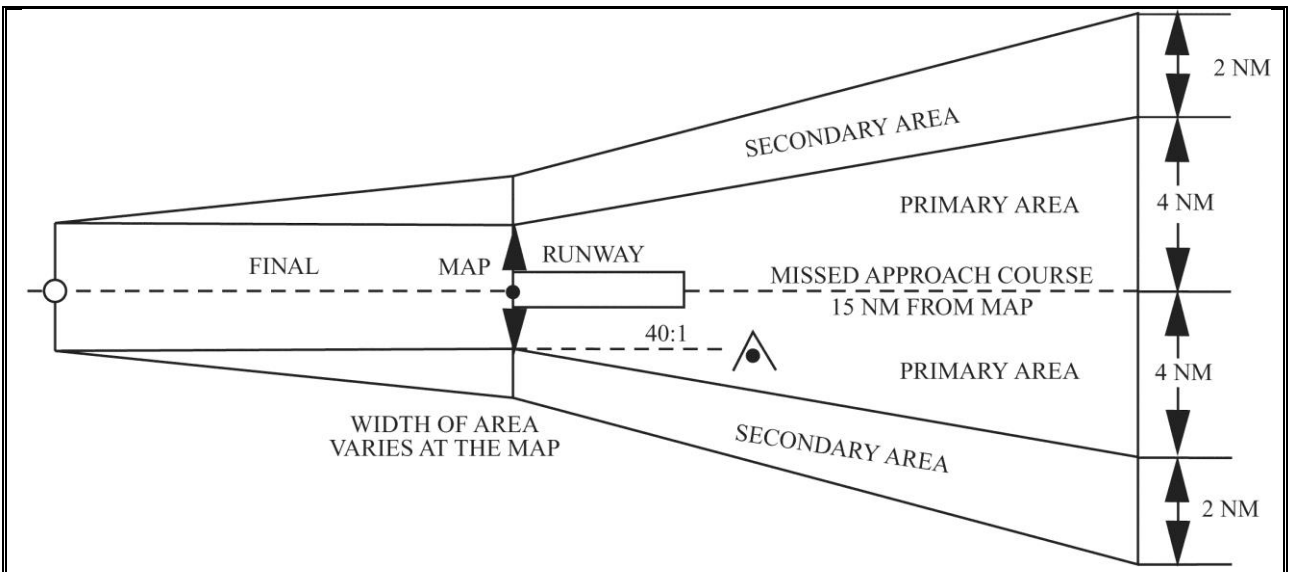 2 NM
SECONDARY AREA
PRIMARY AREA
4 NM
FINAL
MAP
RUNWAY
MISSED APPROACH COURSE
15 NM FROM MAP
40:1
PRIMARY AREA
4 NM
WIDTH OF AREA
VARIES AT THE MAP
SECONDARY AREA
2 NM